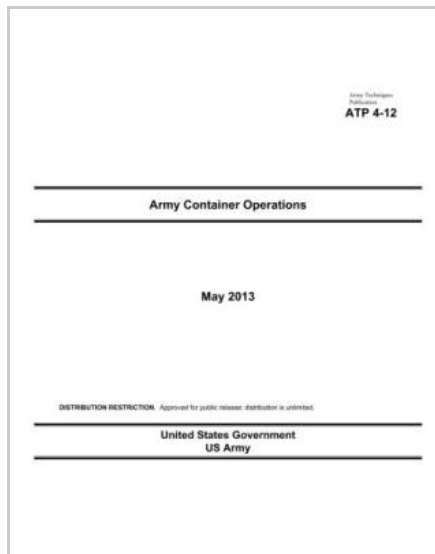 Army Techniques
Publication
ATP 4-12
Army Container Operations
May 2013
DISTRIBUTION RESTRICTION. Approved for public release; distribution is unlimited.
United States Government
US Army